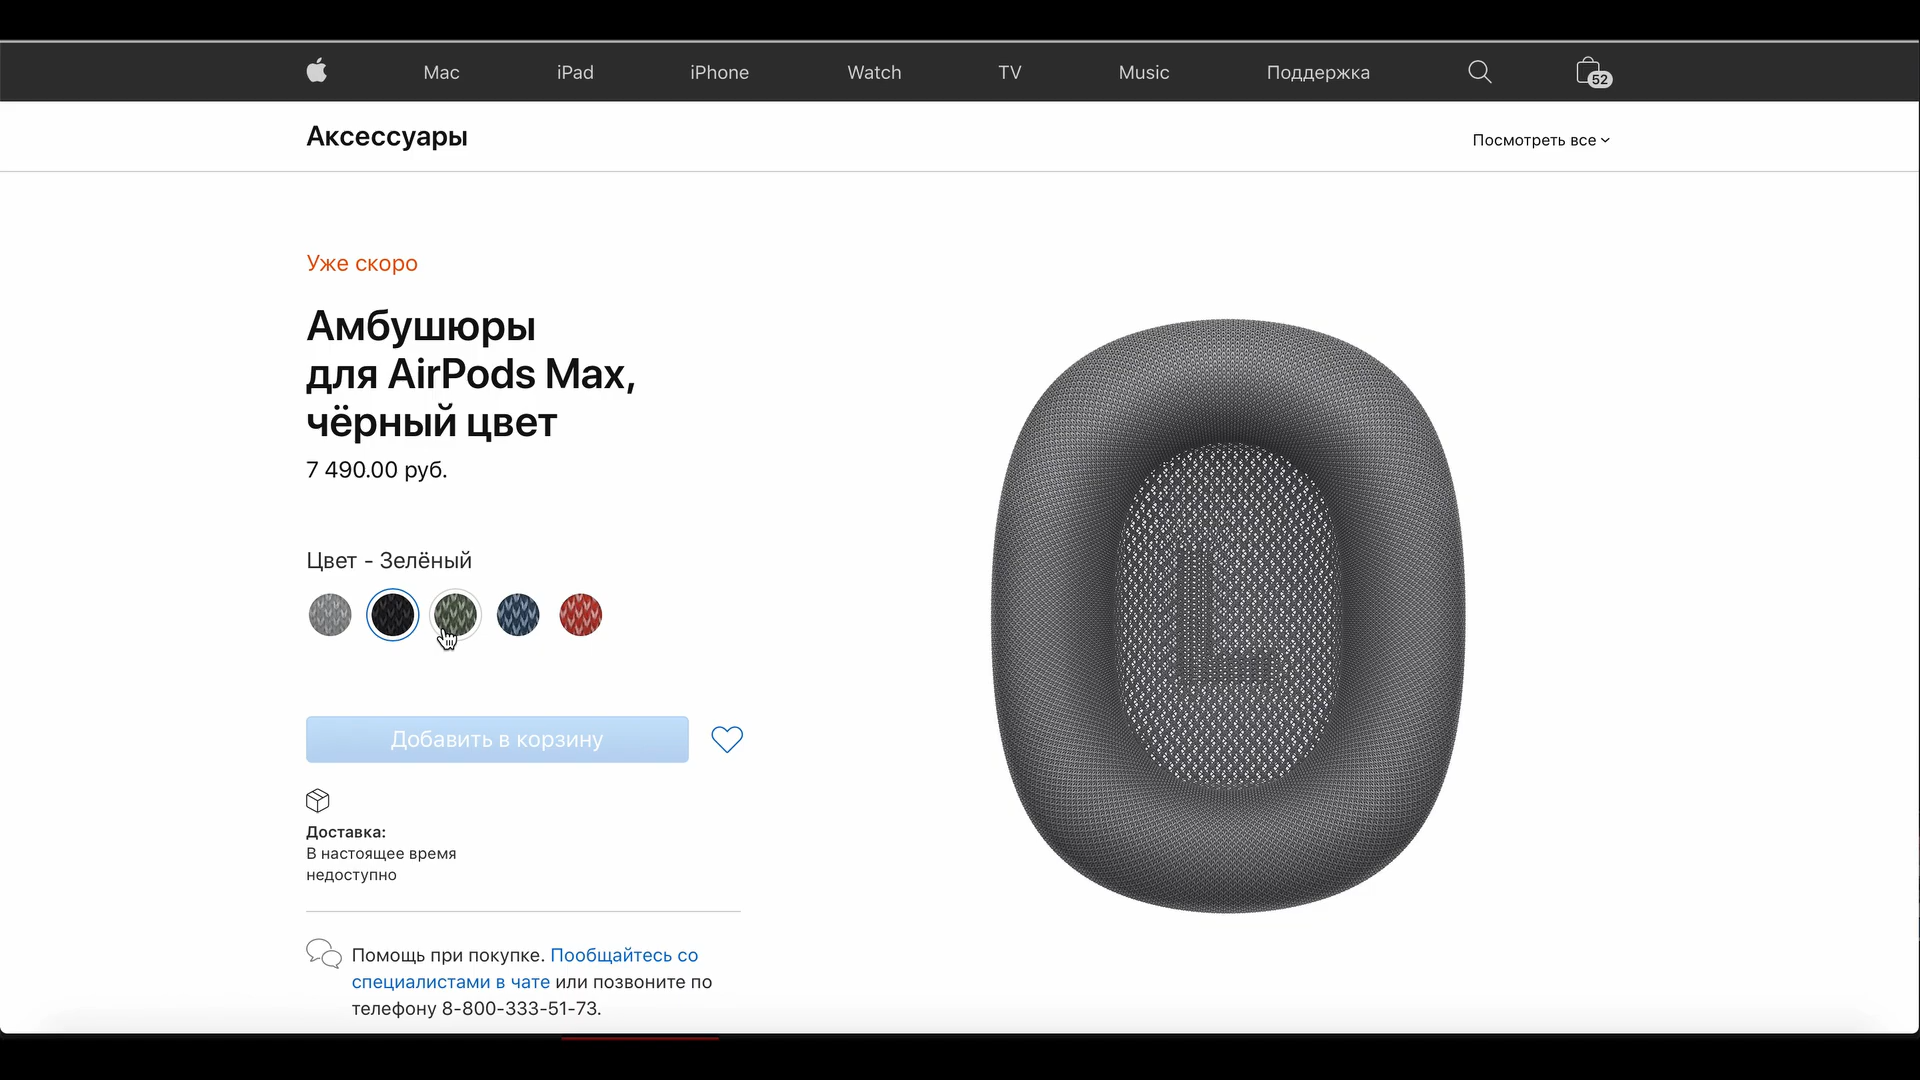 Mac iPad iPhone Watch TV Music Поддержка 52
Аксессуары
Посмотреть все
Уже скоро
Амбушюры
для AirPods Max,
чёрный цвет
7 490.00 руб.
Цвет - Зелёный
Добавить в корзину
Доставка:
В настоящее время
недоступно
Помощь при покупке. Пообщайтесь со
специалистами в чате или позвоните по
телефону 8-800-333-51-73.
L